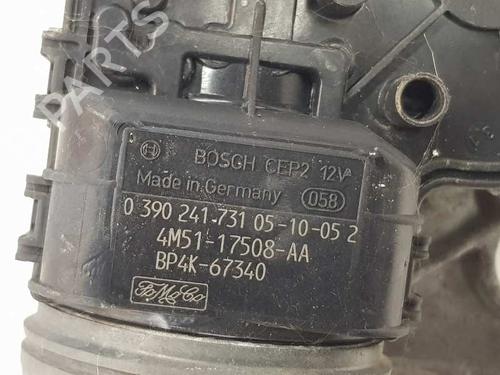 PARTS
BOSCH CEP2 12V
Made in Germany 058
0 390 241 731 05-10-05 2
4M51-17508-AA
BP4K-67340
FoMoCo